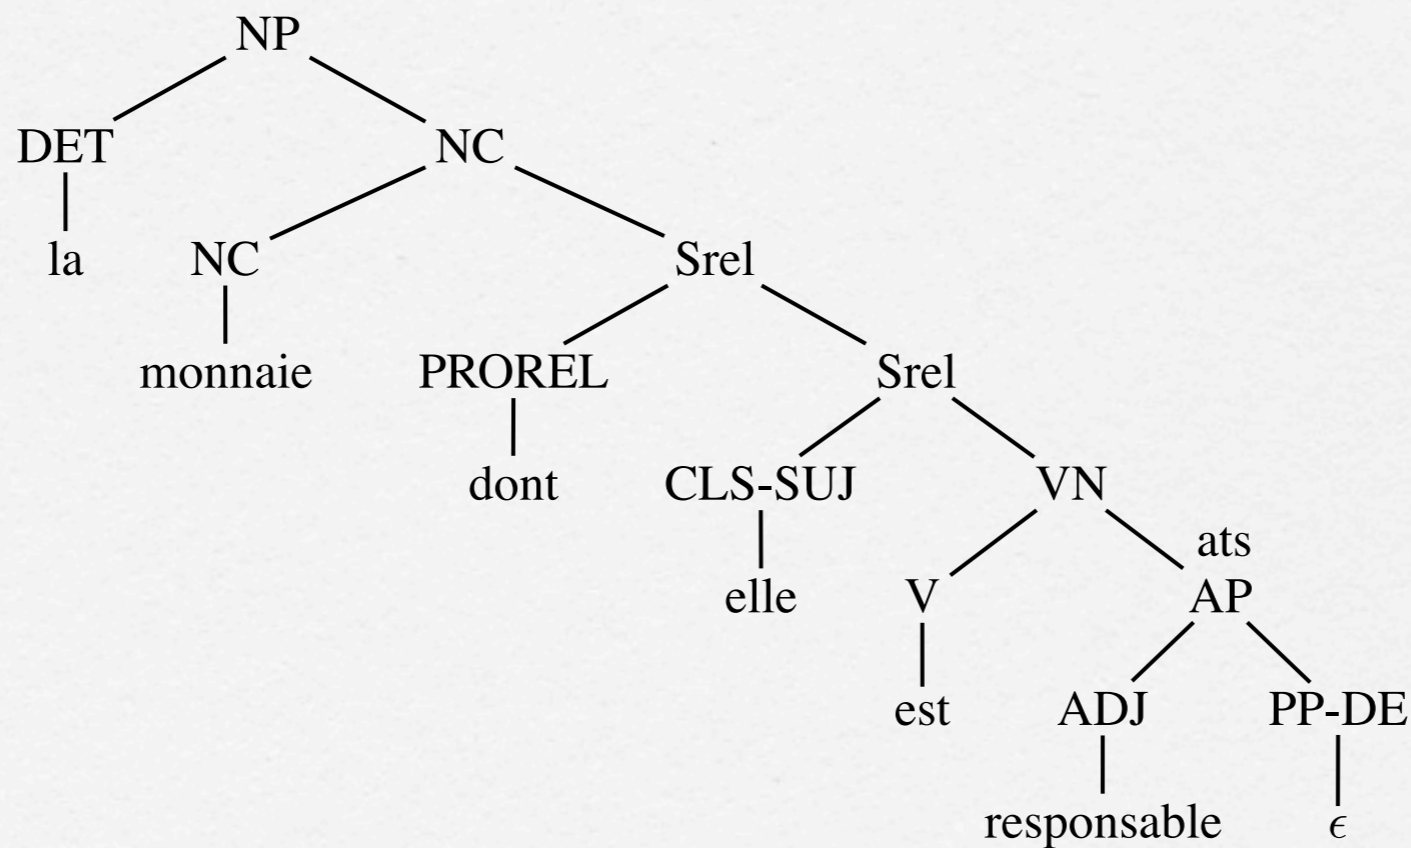 NP
DET NC
la NC Srel
monnaie PROREL Srel
dont CLS-SUJ VN
ats
elle V AP
est ADJ PP-DE
responsable ϵ